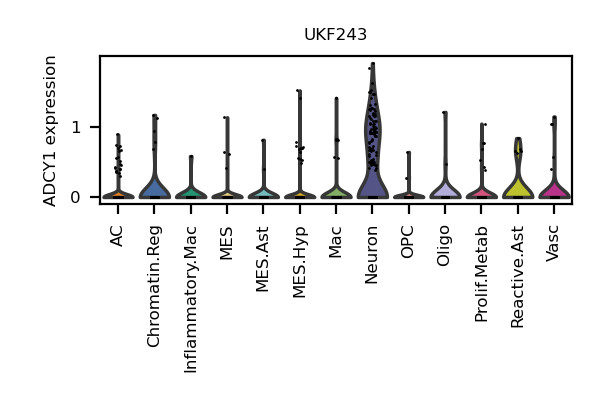 UKF243
ADCY1 expression
1
0
AC
Chromatin.Reg
Inflammatory.Mac
MES
MES.Ast
MES.Hyp
Mac
Neuron
OPC
Oligo
Prolif.Metab
Reactive.Ast
Vasc